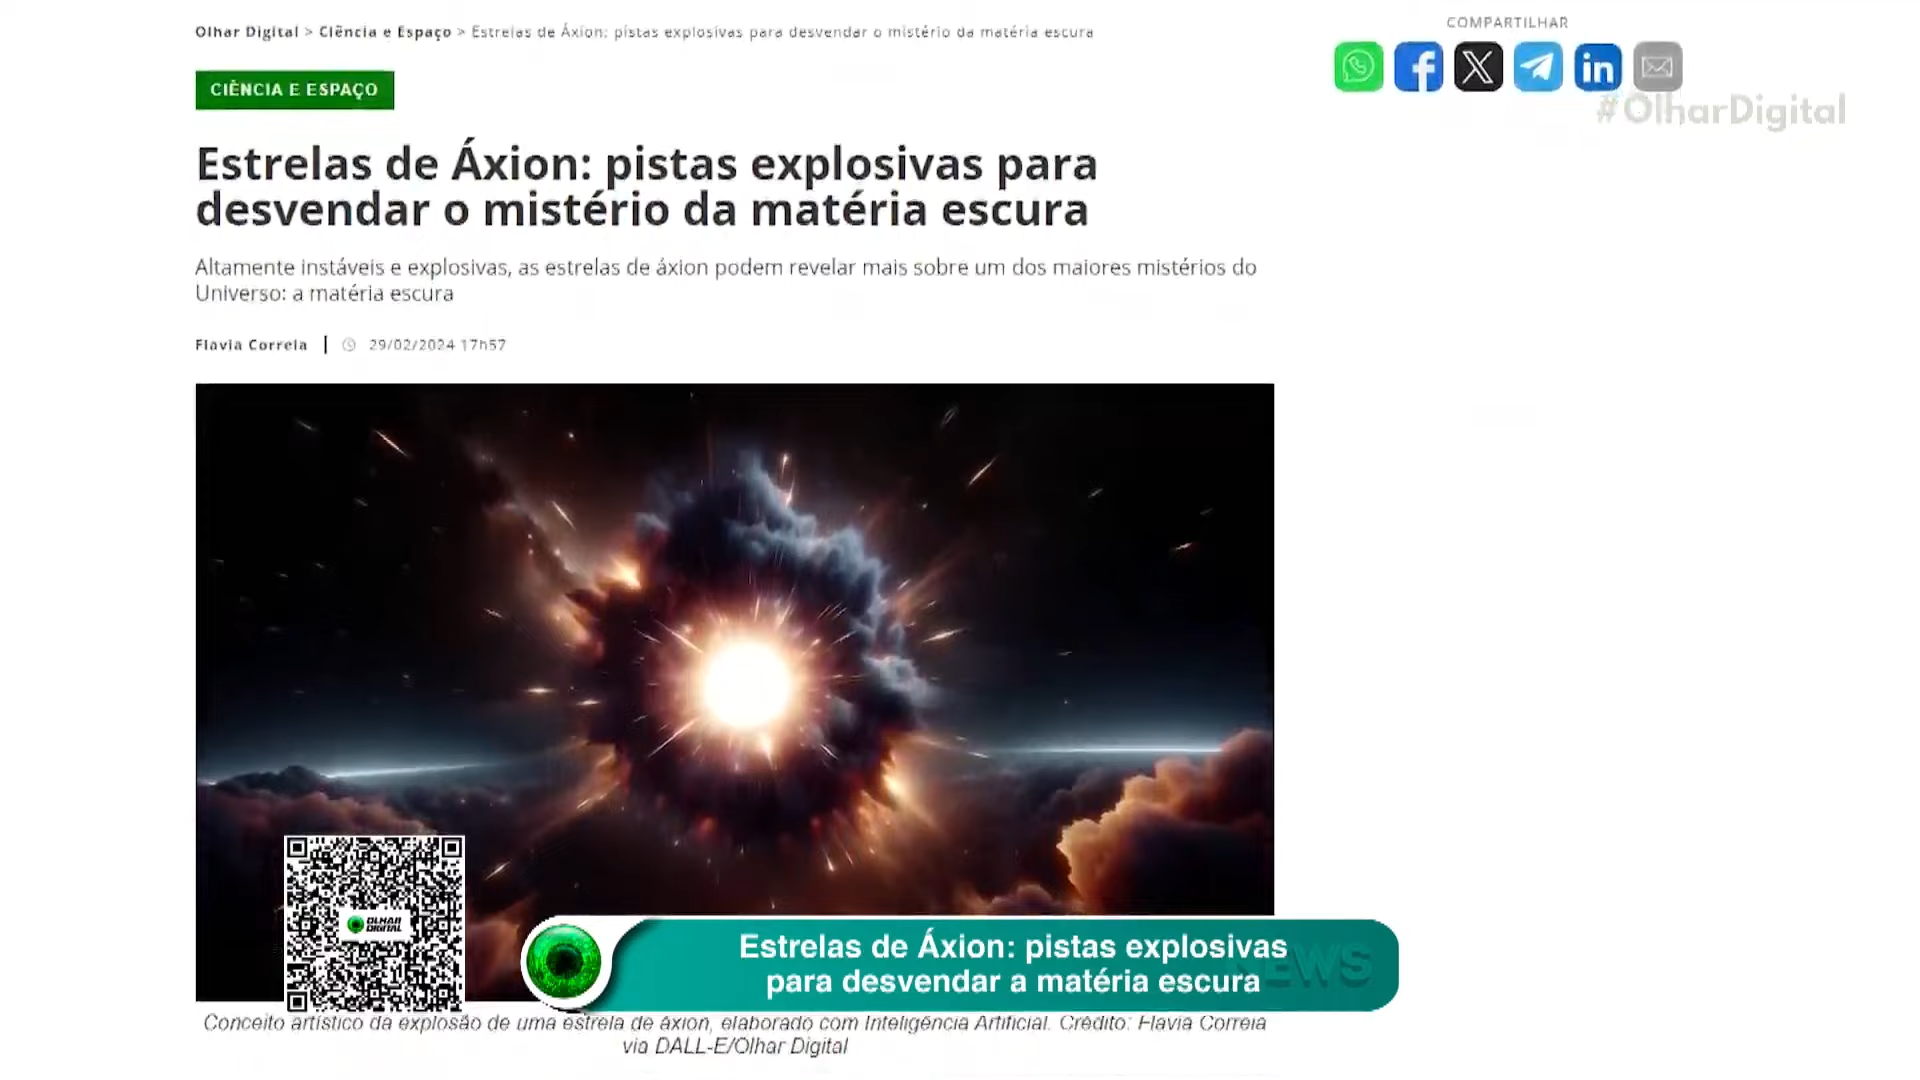 COMPARTILHAR
Olhar Digital > Ciência e Espaço > Estrelas de Áxion: pistas explosivas para desvendar o mistério da matéria escura
#OlharDigital
CIÊNCIA E ESPAÇO
Estrelas de Áxion: pistas explosivas para
desvendar o mistério da matéria escura
Altamente instáveis e explosivas, as estrelas de áxion podem revelar mais sobre um dos maiores mistérios do
Universo: a matéria escura
Flavia Correia | 29/02/2024 17h57
OLHAR
DIGITAL
Estrelas de Áxion: pistas explosivas
para desvendar a matéria escura
NEWS
Conceito artístico da explosão de uma estrela de áxion, elaborado com Inteligência Artificial. Crédito: Flavia Correia
via DALL-E/Olhar Digital